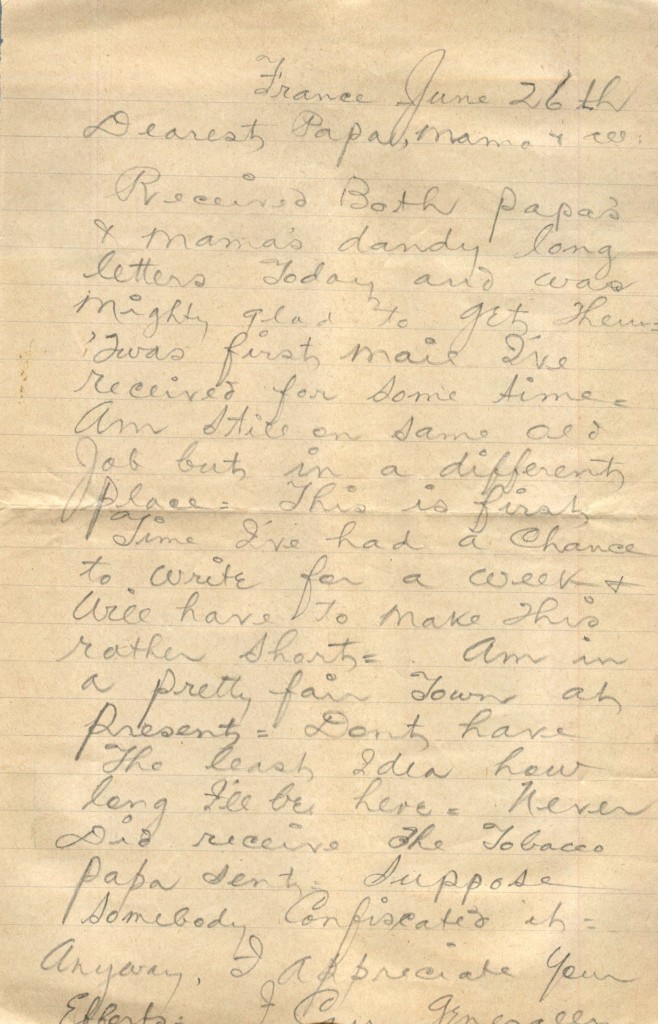 France June 26th
Dearest Papa, mama & all:
Received Both papa's
& mama's dandy long
letters Today and was
mighty glad to get Them=
'Twas first mail I've
received for some time=
Am still on same old
Job but in a different
place= This is first
Time I've had a Chance
to write for a week &
Will have To make This
rather short= Am in
a pretty fair Town at
present= Dont have
The least Idea how
long I'll be here= Never
Did receive The Tobacco
papa sent= Suppose
somebody Confiscated it=
Anyway, I appreciate your
Efforts= I Can Generally